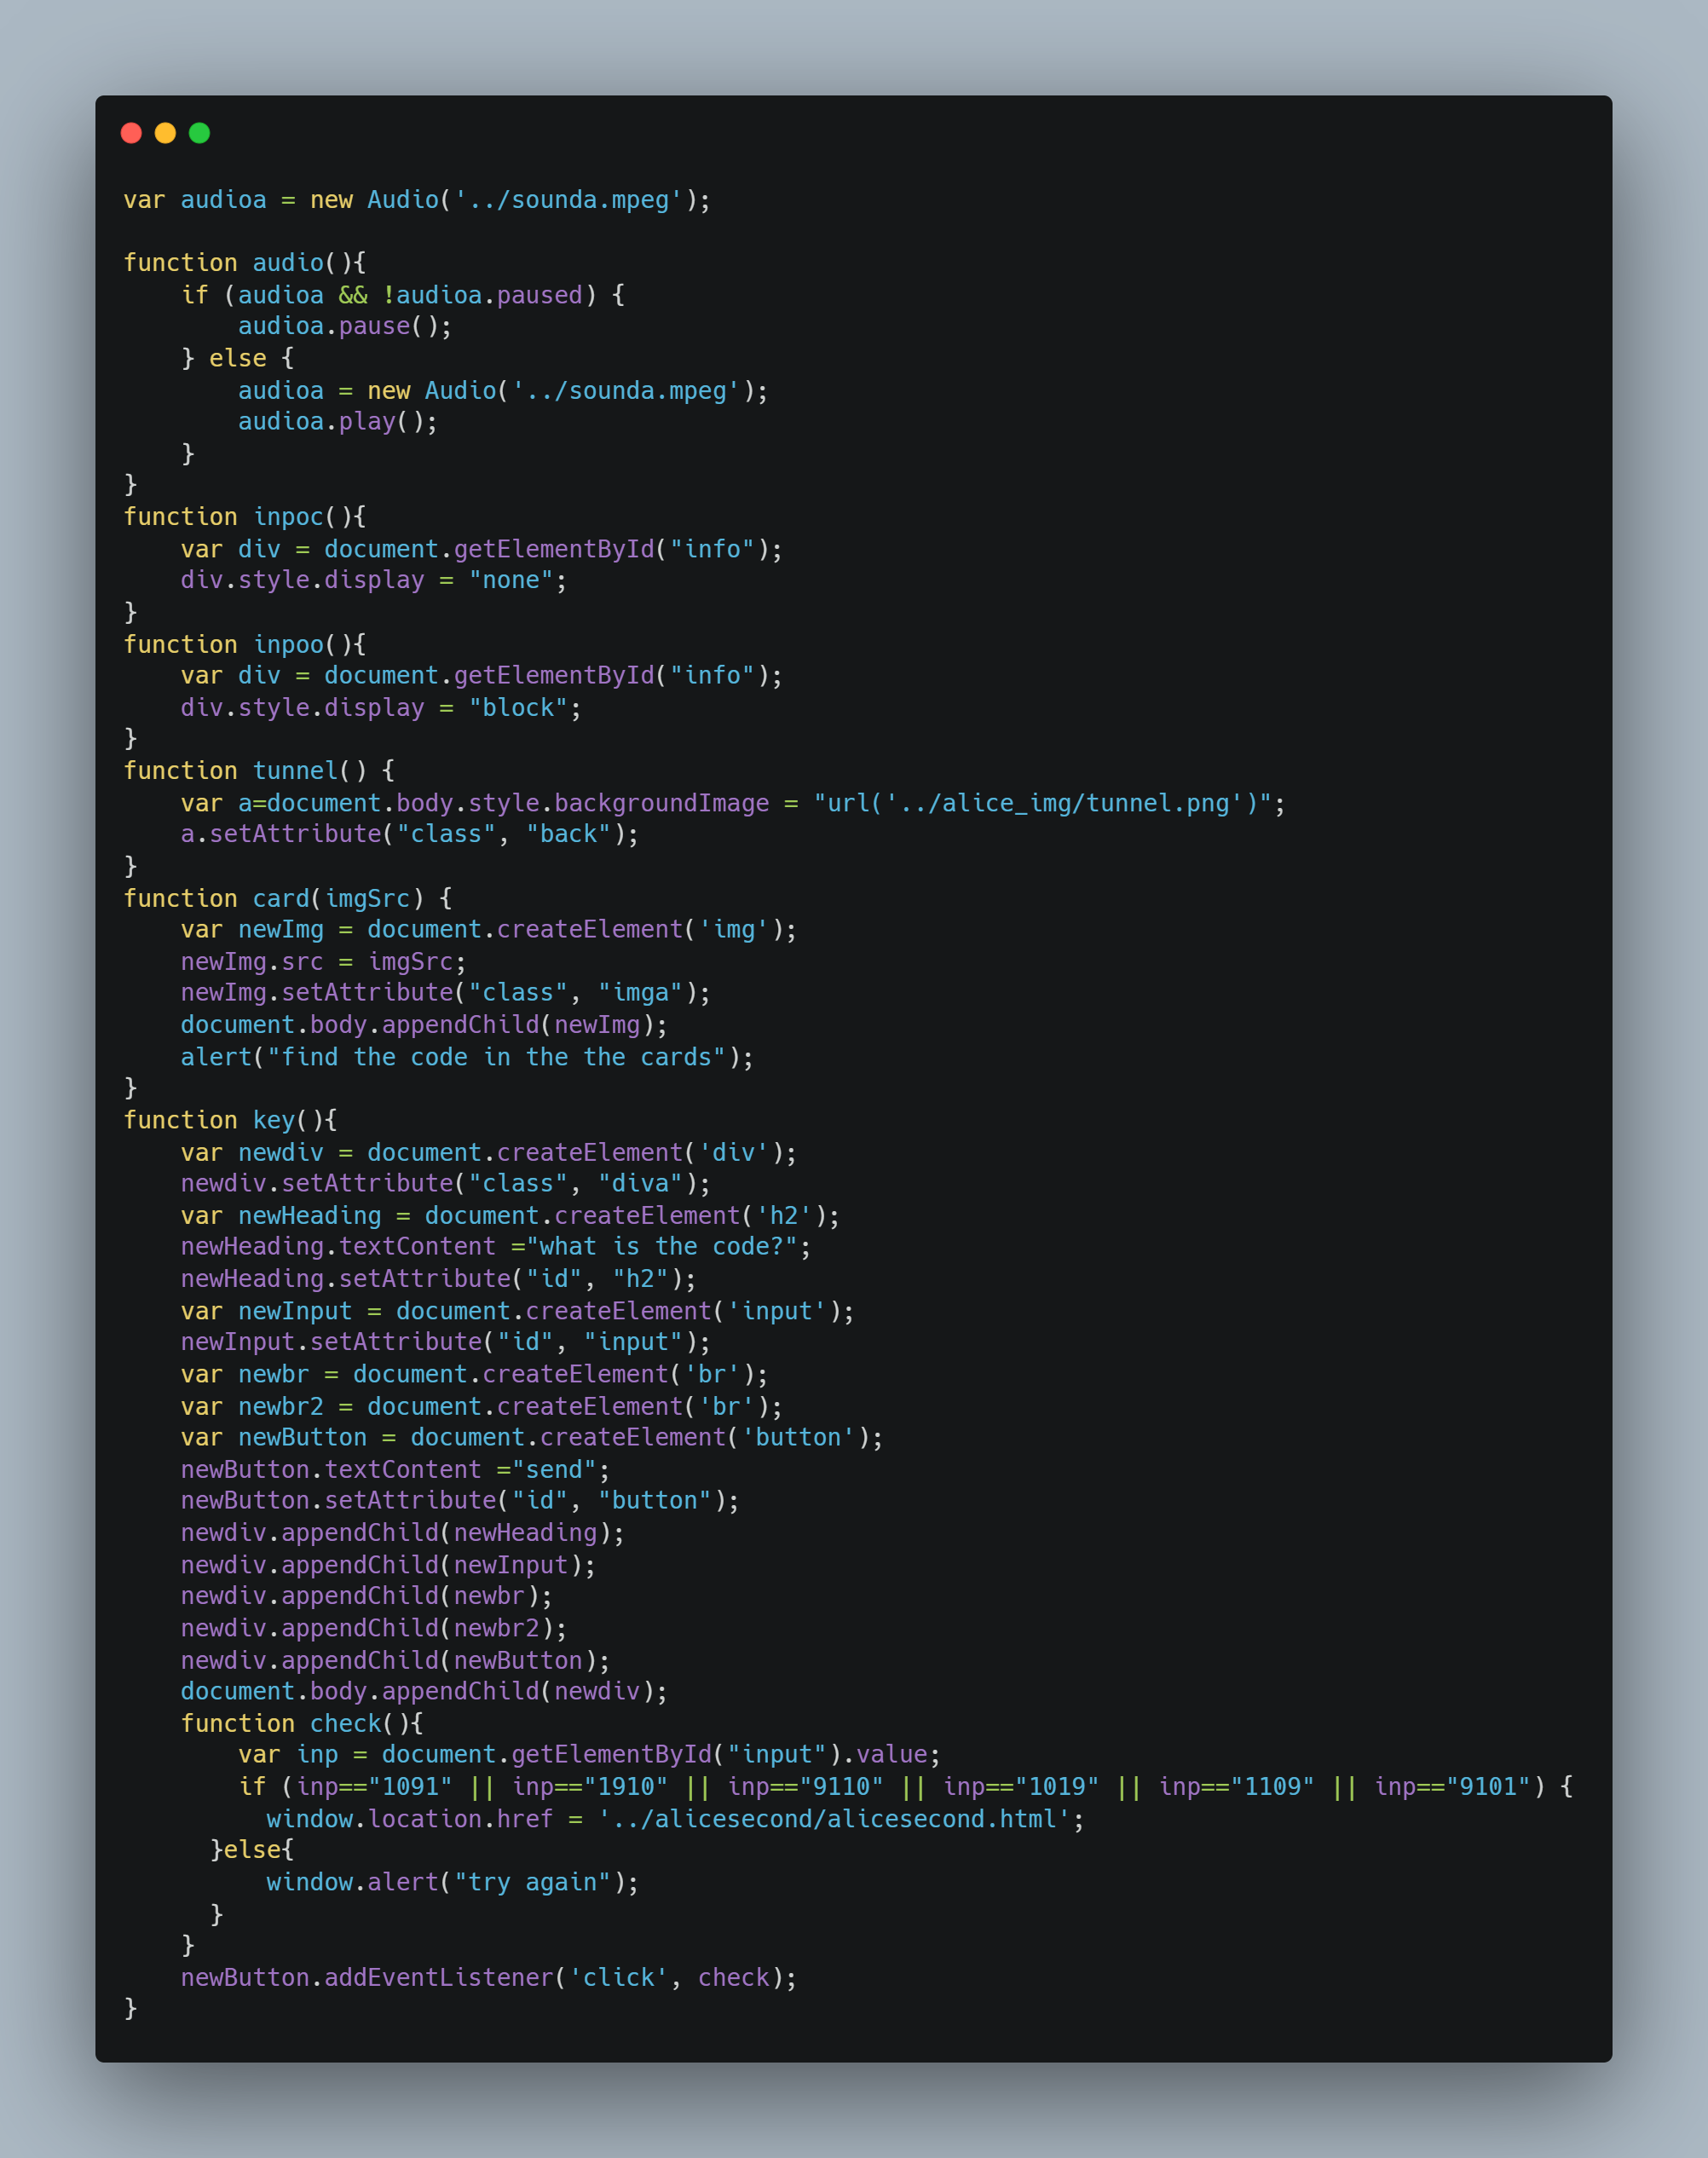 var audioa = new Audio('../sounda.mpeg');

function audio(){
    if (audioa && !audioa.paused) {
        audioa.pause();
    } else {
        audioa = new Audio('../sounda.mpeg');
        audioa.play();
    }
}
function inpoc(){
    var div = document.getElementById("info");
    div.style.display = "none";
}
function inpoo(){
    var div = document.getElementById("info");
    div.style.display = "block";
}
function tunnel() {
    var a=document.body.style.backgroundImage = "url('../alice_img/tunnel.png')";
    a.setAttribute("class", "back");
}
function card(imgSrc) {
    var newImg = document.createElement('img');
    newImg.src = imgSrc;
    newImg.setAttribute("class", "imga");
    document.body.appendChild(newImg);
    alert("find the code in the the cards");
}
function key(){
    var newdiv = document.createElement('div');
    newdiv.setAttribute("class", "diva");
    var newHeading = document.createElement('h2');
    newHeading.textContent ="what is the code?";
    newHeading.setAttribute("id", "h2");
    var newInput = document.createElement('input');
    newInput.setAttribute("id", "input");
    var newbr = document.createElement('br');
    var newbr2 = document.createElement('br');
    var newButton = document.createElement('button');
    newButton.textContent ="send";
    newButton.setAttribute("id", "button");
    newdiv.appendChild(newHeading);
    newdiv.appendChild(newInput);
    newdiv.appendChild(newbr);
    newdiv.appendChild(newbr2);
    newdiv.appendChild(newButton);
    document.body.appendChild(newdiv);
    function check(){
        var inp = document.getElementById("input").value;
        if (inp=="1091" || inp=="1910" || inp=="9110" || inp=="1019" || inp=="1109" || inp=="9101") {
          window.location.href = '../alicesecond/alicesecond.html';
      }else{
          window.alert("try again");
      }
    }
    newButton.addEventListener('click', check);
}